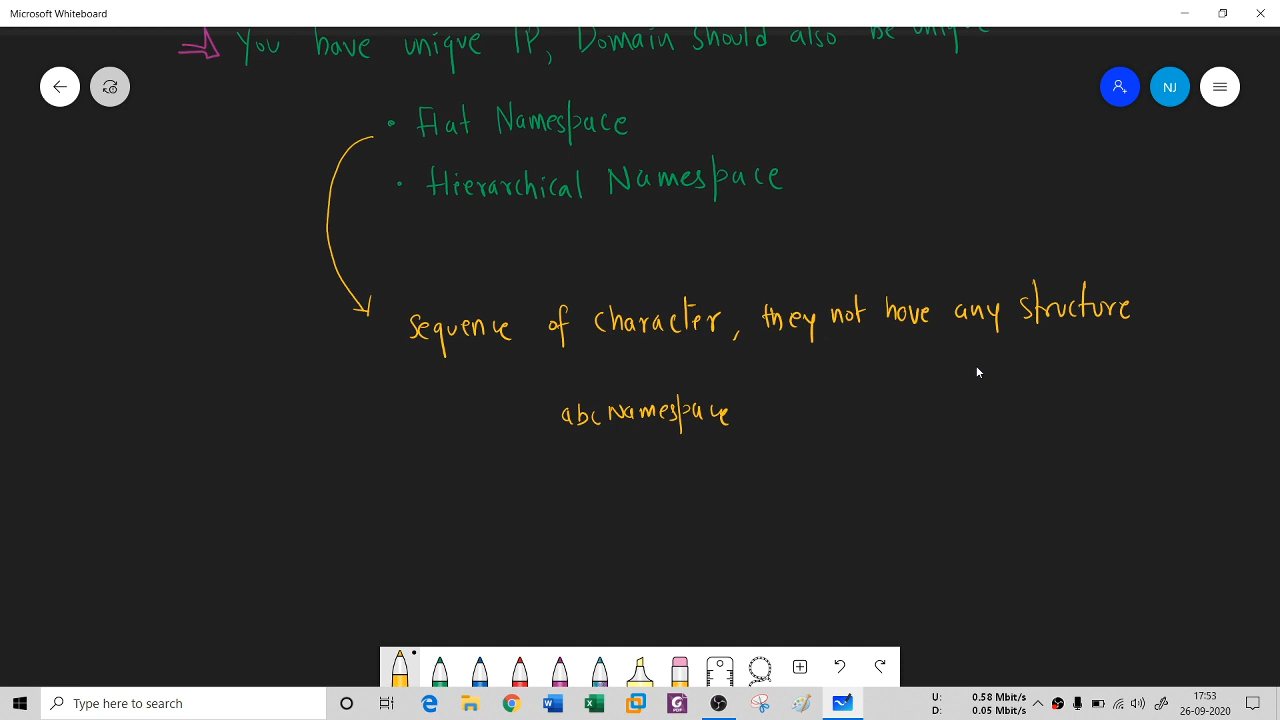 Microsoft Whiteboard
You have unique IP, Domain should also be unique
NJ
• Flat Namespace
• Hierarchical Namespace
sequence of character, they not have any structure
abcNamespace
Type here to search
U: 0.58 Mbit/s
D: 0.05 Mbit/s
17:53
26-09-2020